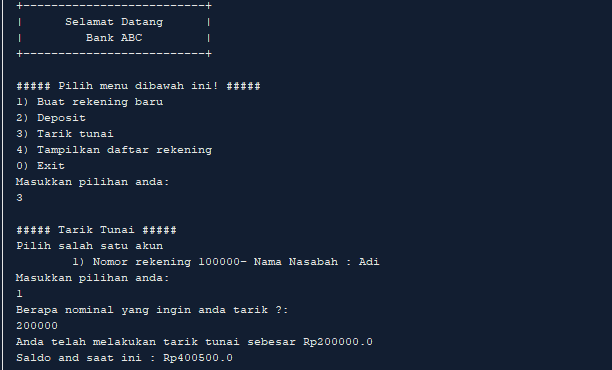 +--------------------------+
|      Selamat Datang      |
|         Bank ABC         |
+--------------------------+
##### Pilih menu dibawah ini! #####
1) Buat rekening baru
2) Deposit
3) Tarik tunai
4) Tampilkan daftar rekening
0) Exit
Masukkan pilihan anda:
3
##### Tarik Tunai #####
Pilih salah satu akun
        1) Nomor rekening 100000- Nama Nasabah : Adi
Masukkan pilihan anda:
1
Berapa nominal yang ingin anda tarik ?:
200000
Anda telah melakukan tarik tunai sebesar Rp200000.0
Saldo and saat ini : Rp400500.0